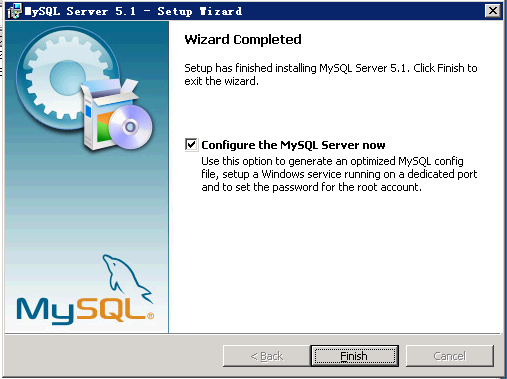 MySQL Server 5.1 - Setup Wizard
Wizard Completed
Setup has finished installing MySQL Server 5.1. Click Finish to
exit the wizard.
Configure the MySQL Server now
Use this option to generate an optimized MySQL config
file, setup a Windows service running on a dedicated port
and to set the password for the root account.
MySQL®
< Back
Finish
Cancel